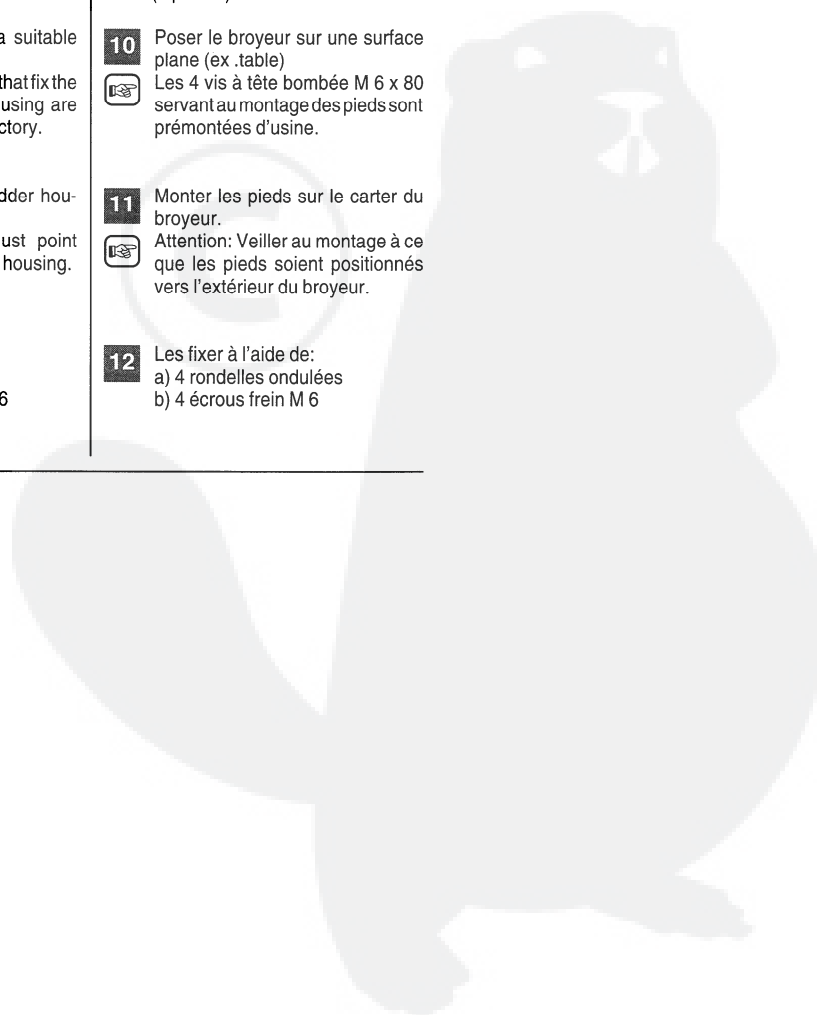 a suitable
that fix the
using are
ctory.
dder hou-
ust point
housing.
6
10 Poser le broyeur sur une surface
plane (ex .table)
Les 4 vis à tête bombée M 6 x 80
servant au montage des pieds sont
prémontées d'usine.
11 Monter les pieds sur le carter du
broyeur.
Attention: Veiller au montage à ce
que les pieds soient positionnés
vers l'extérieur du broyeur.
12 Les fixer à l'aide de:
a) 4 rondelles ondulées
b) 4 écrous frein M 6
©